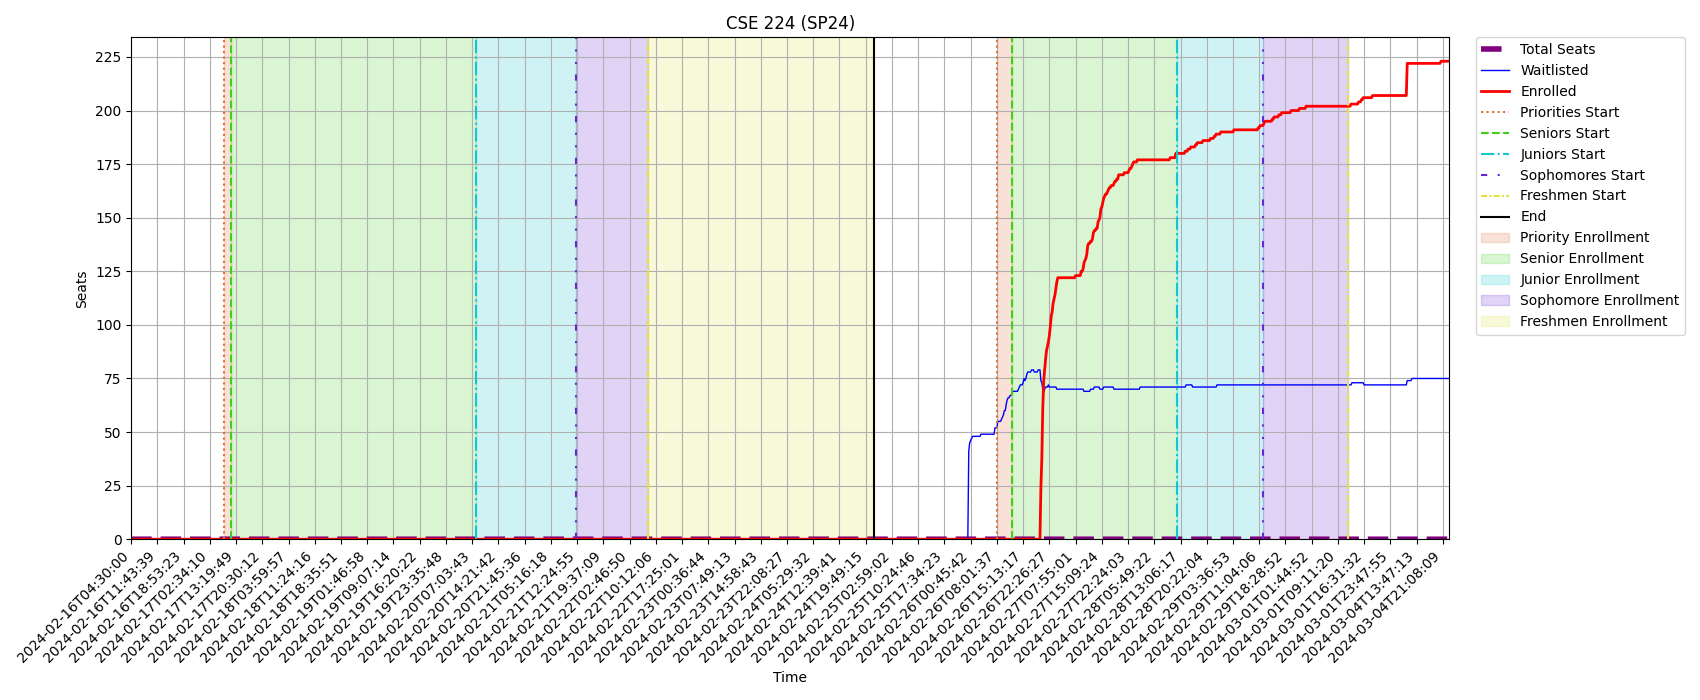 CSE 224 (SP24)
Seats
225
200
175
150
125
100
75
50
25
0
2024-02-16T04:30:00
2024-02-16T11:43:39
2024-02-16T18:53:23
2024-02-17T02:34:10
2024-02-17T13:19:49
2024-02-17T20:30:12
2024-02-18T03:59:57
2024-02-18T11:24:16
2024-02-18T18:35:51
2024-02-19T01:46:58
2024-02-19T09:07:14
2024-02-19T16:20:22
2024-02-19T23:35:48
2024-02-20T07:03:43
2024-02-20T14:21:42
2024-02-20T21:45:36
2024-02-21T05:16:18
2024-02-21T12:24:55
2024-02-21T19:37:09
2024-02-22T02:46:50
2024-02-22T10:12:06
2024-02-22T17:25:01
2024-02-23T00:36:44
2024-02-23T07:49:13
2024-02-23T14:58:43
2024-02-23T22:08:27
2024-02-24T05:29:32
2024-02-24T12:39:41
2024-02-24T19:49:15
2024-02-25T02:59:02
2024-02-25T10:24:46
2024-02-25T17:34:23
2024-02-26T00:45:42
2024-02-26T08:01:37
2024-02-26T15:13:17
2024-02-26T22:26:27
2024-02-27T07:55:01
2024-02-27T15:09:24
2024-02-27T22:24:03
2024-02-28T05:49:22
2024-02-28T13:06:17
2024-02-28T20:22:04
2024-02-29T03:36:53
2024-02-29T11:04:06
2024-02-29T18:28:52
2024-03-01T01:44:52
2024-03-01T09:11:20
2024-03-01T16:31:32
2024-03-01T23:47:55
2024-03-04T13:47:13
2024-03-04T21:08:09
Time
Total Seats
Waitlisted
Enrolled
Priorities Start
Seniors Start
Juniors Start
Sophomores Start
Freshmen Start
End
Priority Enrollment
Senior Enrollment
Junior Enrollment
Sophomore Enrollment
Freshmen Enrollment